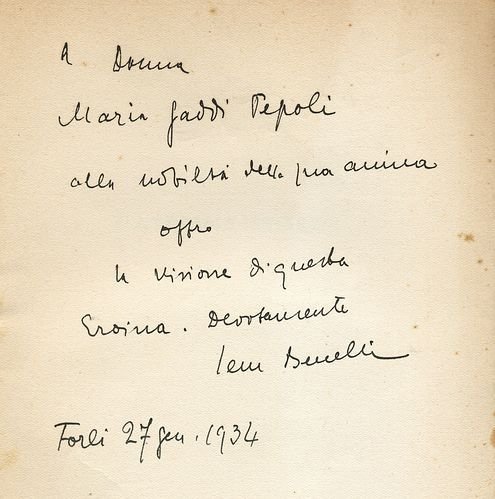 A Donna
Maria Gaddi Pepoli
alla nobiltà della sua anima
offro
la visione di questa
Eroina. Devotamente
Sem Benelli
Forlì 27 gen. 1934